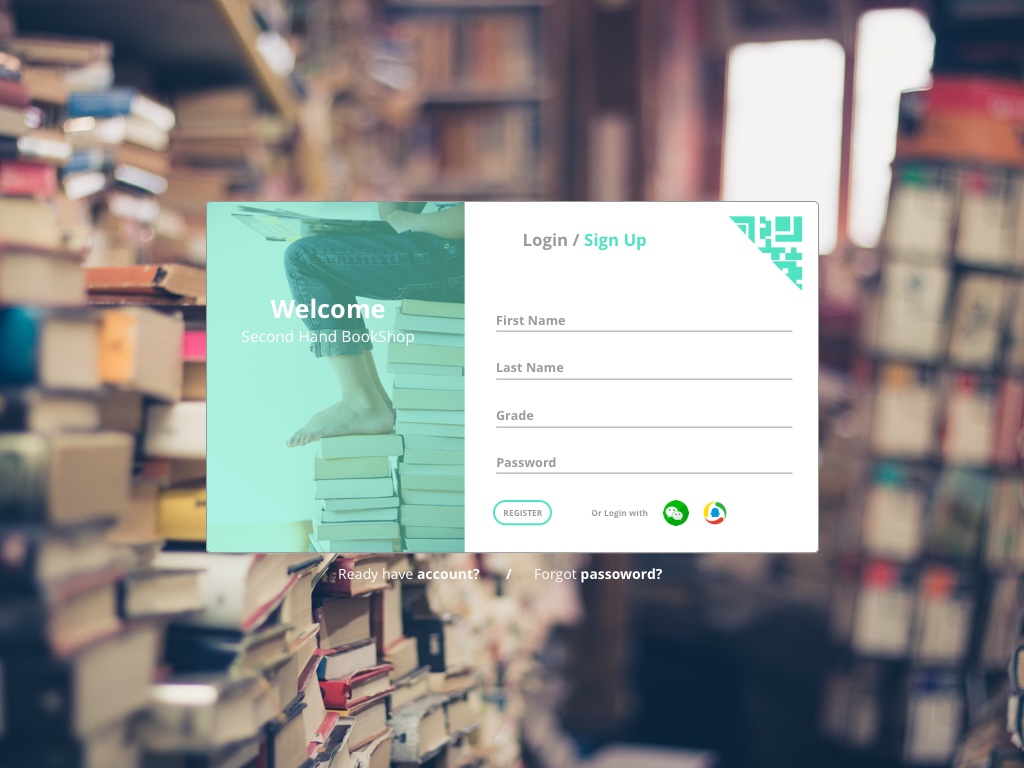 Login / Sign Up
Welcome
Second Hand BookShop
First Name
Last Name
Grade
Password
REGISTER
Or Login with
Ready have account? / Forgot passoword?